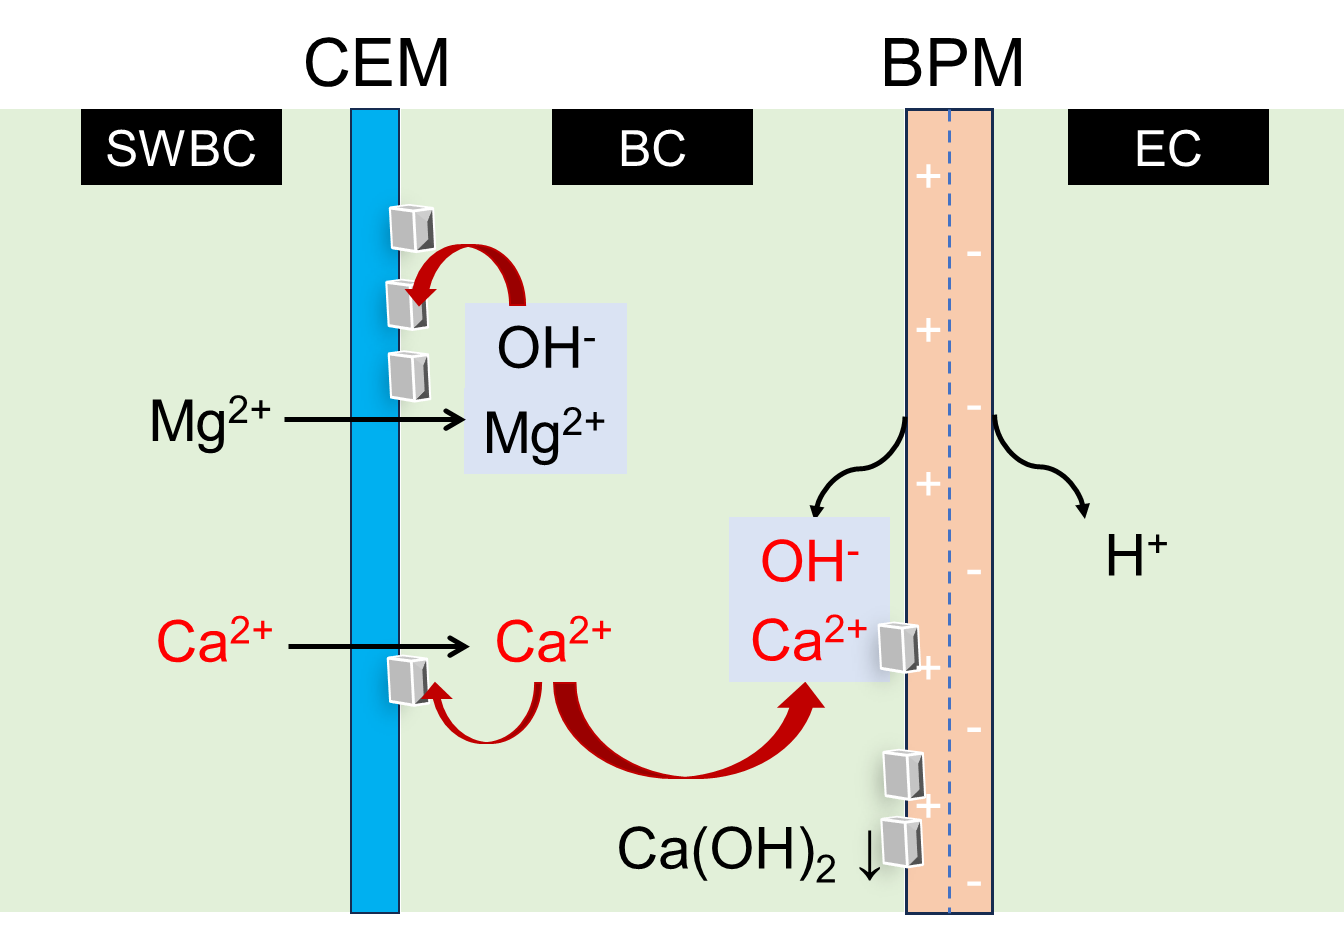 CEM
BPM
SWBC
BC
EC
OH⁻
Mg²⁺
Mg²⁺
OH⁻
H⁺
Ca²⁺
Ca²⁺
Ca²⁺
Ca(OH)₂ ↓
+
+
+
+
+
-
-
-
-
-